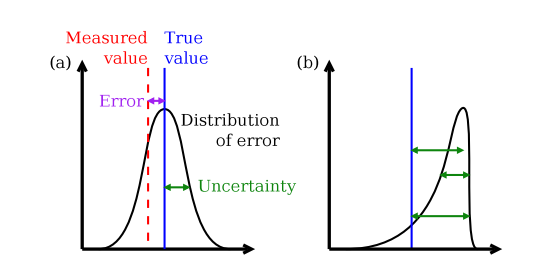 Measured
value
True
value
(a)
(b)
Error
Distribution
of error
Uncertainty